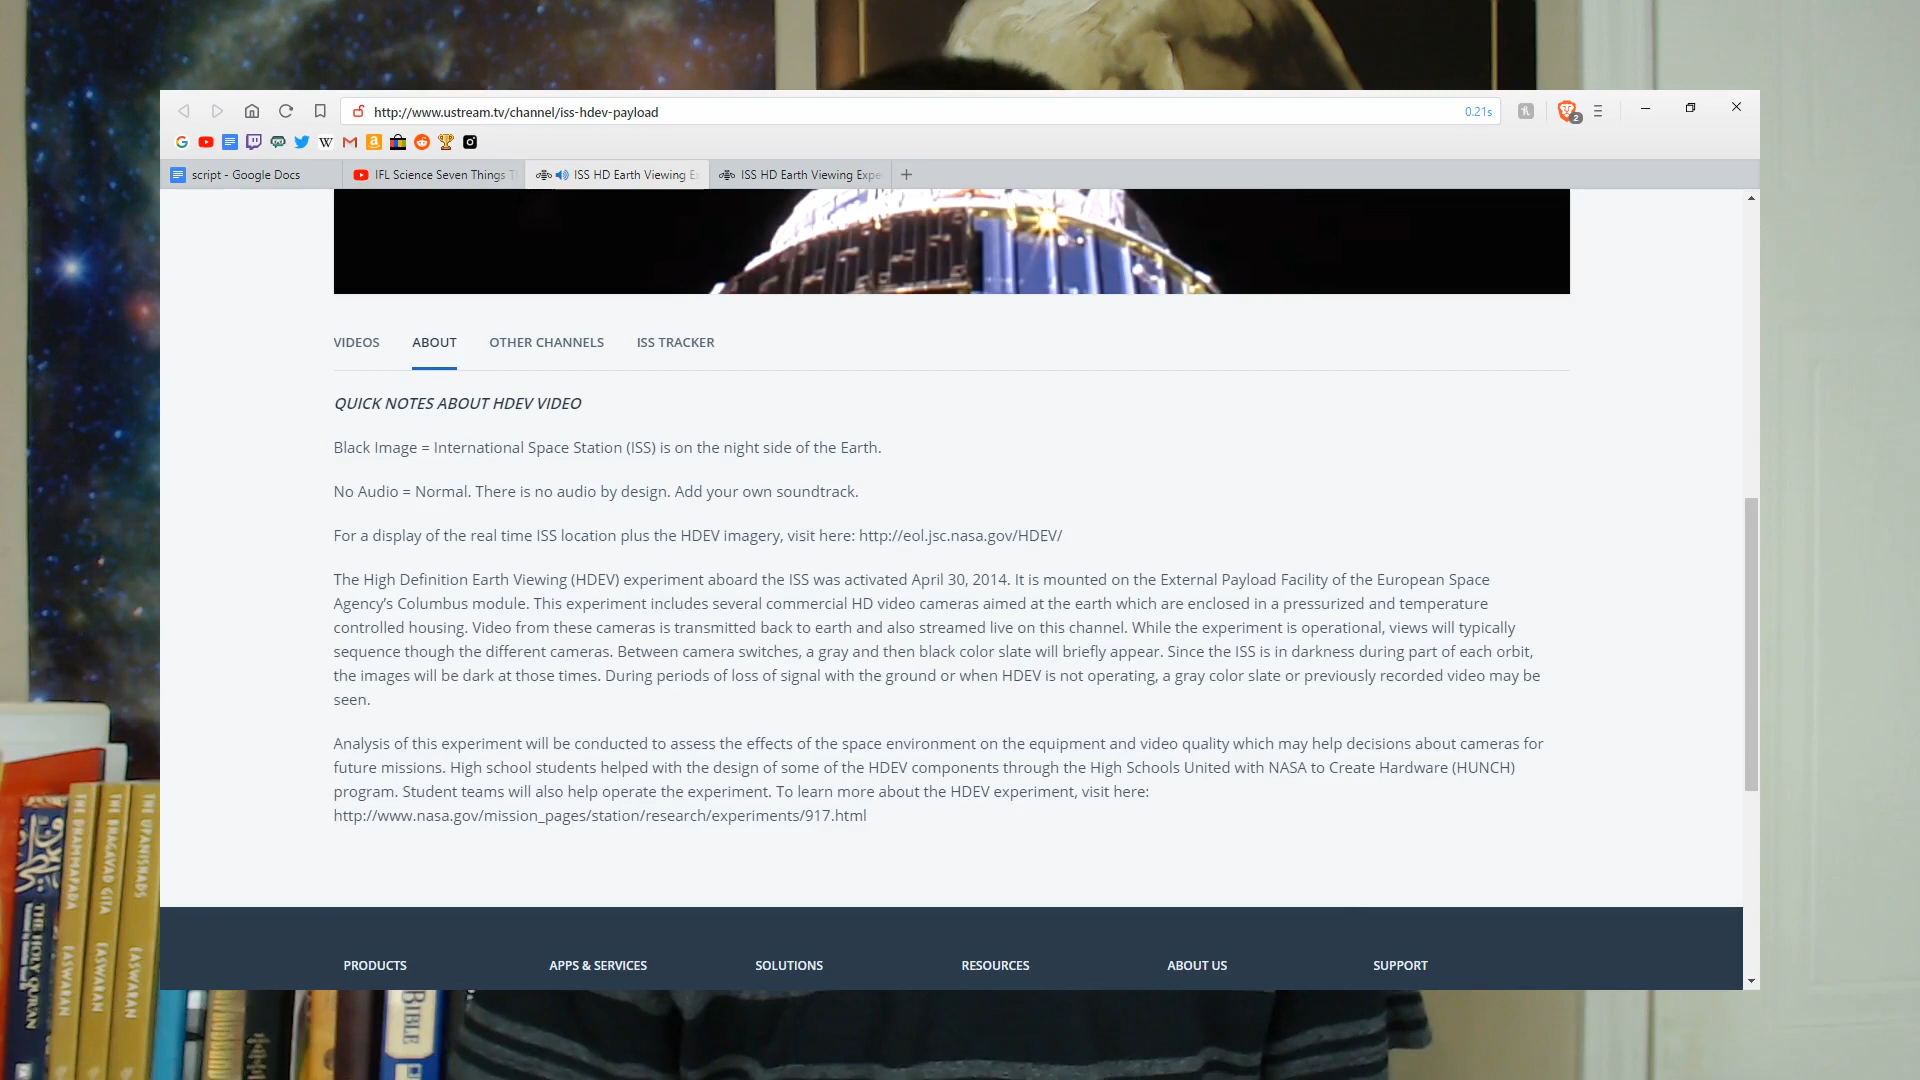 http://www.ustream.tv/channel/iss-hdev-payload
0.21s
2
script - Google Docs
IFL Science Seven Things T
ISS HD Earth Viewing E
ISS HD Earth Viewing Expe
VIDEOS
ABOUT
OTHER CHANNELS
ISS TRACKER
QUICK NOTES ABOUT HDEV VIDEO
Black Image = International Space Station (ISS) is on the night side of the Earth.
No Audio = Normal. There is no audio by design. Add your own soundtrack.
For a display of the real time ISS location plus the HDEV imagery, visit here: http://eol.jsc.nasa.gov/HDEV/
The High Definition Earth Viewing (HDEV) experiment aboard the ISS was activated April 30, 2014. It is mounted on the External Payload Facility of the European Space
Agency’s Columbus module. This experiment includes several commercial HD video cameras aimed at the earth which are enclosed in a pressurized and temperature
controlled housing. Video from these cameras is transmitted back to earth and also streamed live on this channel. While the experiment is operational, views will typically
sequence though the different cameras. Between camera switches, a gray and then black color slate will briefly appear. Since the ISS is in darkness during part of each orbit,
the images will be dark at those times. During periods of loss of signal with the ground or when HDEV is not operating, a gray color slate or previously recorded video may be
seen.
Analysis of this experiment will be conducted to assess the effects of the space environment on the equipment and video quality which may help decisions about cameras for
future missions. High school students helped with the design of some of the HDEV components through the High Schools United with NASA to Create Hardware (HUNCH)
program. Student teams will also help operate the experiment. To learn more about the HDEV experiment, visit here:
http://www.nasa.gov/mission_pages/station/research/experiments/917.html
PRODUCTS
APPS & SERVICES
SOLUTIONS
RESOURCES
ABOUT US
SUPPORT
THE HOLY QUR'AN
THE DHAMMAPADA
EASWARAN
THE BHAGAVAD GITA
EASWARAN
THE UPANISHADS
EASWARAN
BIBLE